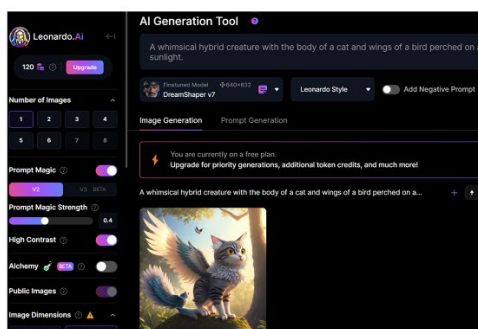 AI Generation Tool
Leonardo.Ai
A whimsical hybrid creature with the body of a cat and wings of a bird perched on
sunlight.
120
Upgrade
Finetuned Model
640×832
DreamShaper v7
Leonardo Style
Add Negative Prompt
Number of Images
1 2 3 4
5 6 7 8
Image Generation
Prompt Generation
You are currently on a free plan.
Upgrade for priority generations, additional token credits, and much more!
Prompt Magic
V2
V3 BETA
Prompt Magic Strength
0.4
A whimsical hybrid creature with the body of a cat and wings of a bird perched on a...
High Contrast
Alchemy
BETA
Public Images
Image Dimensions